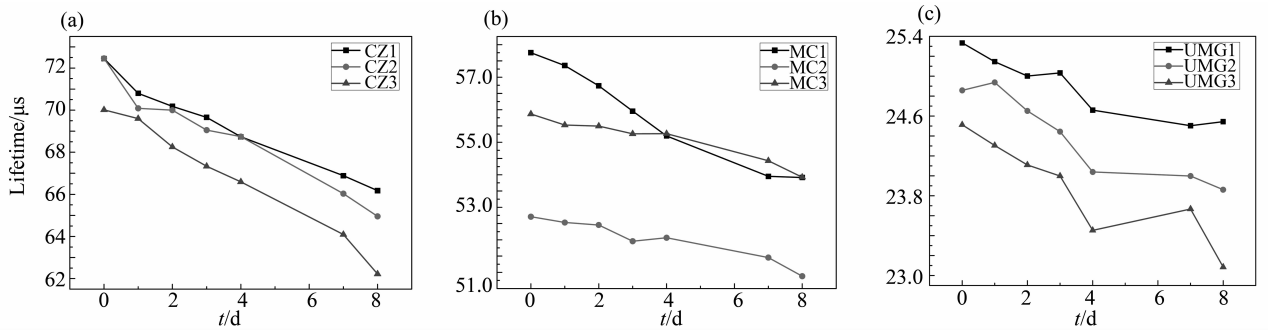 (a)
CZ1
CZ2
CZ3
Lifetime/μs
72
70
68
66
64
62
0 2 4 6 8
t/d
(b)
MC1
MC2
MC3
57.0
55.0
53.0
51.0
0 2 4 6 8
t/d
(c)
UMG1
UMG2
UMG3
25.4
24.6
23.8
23.0
0 2 4 6 8
t/d